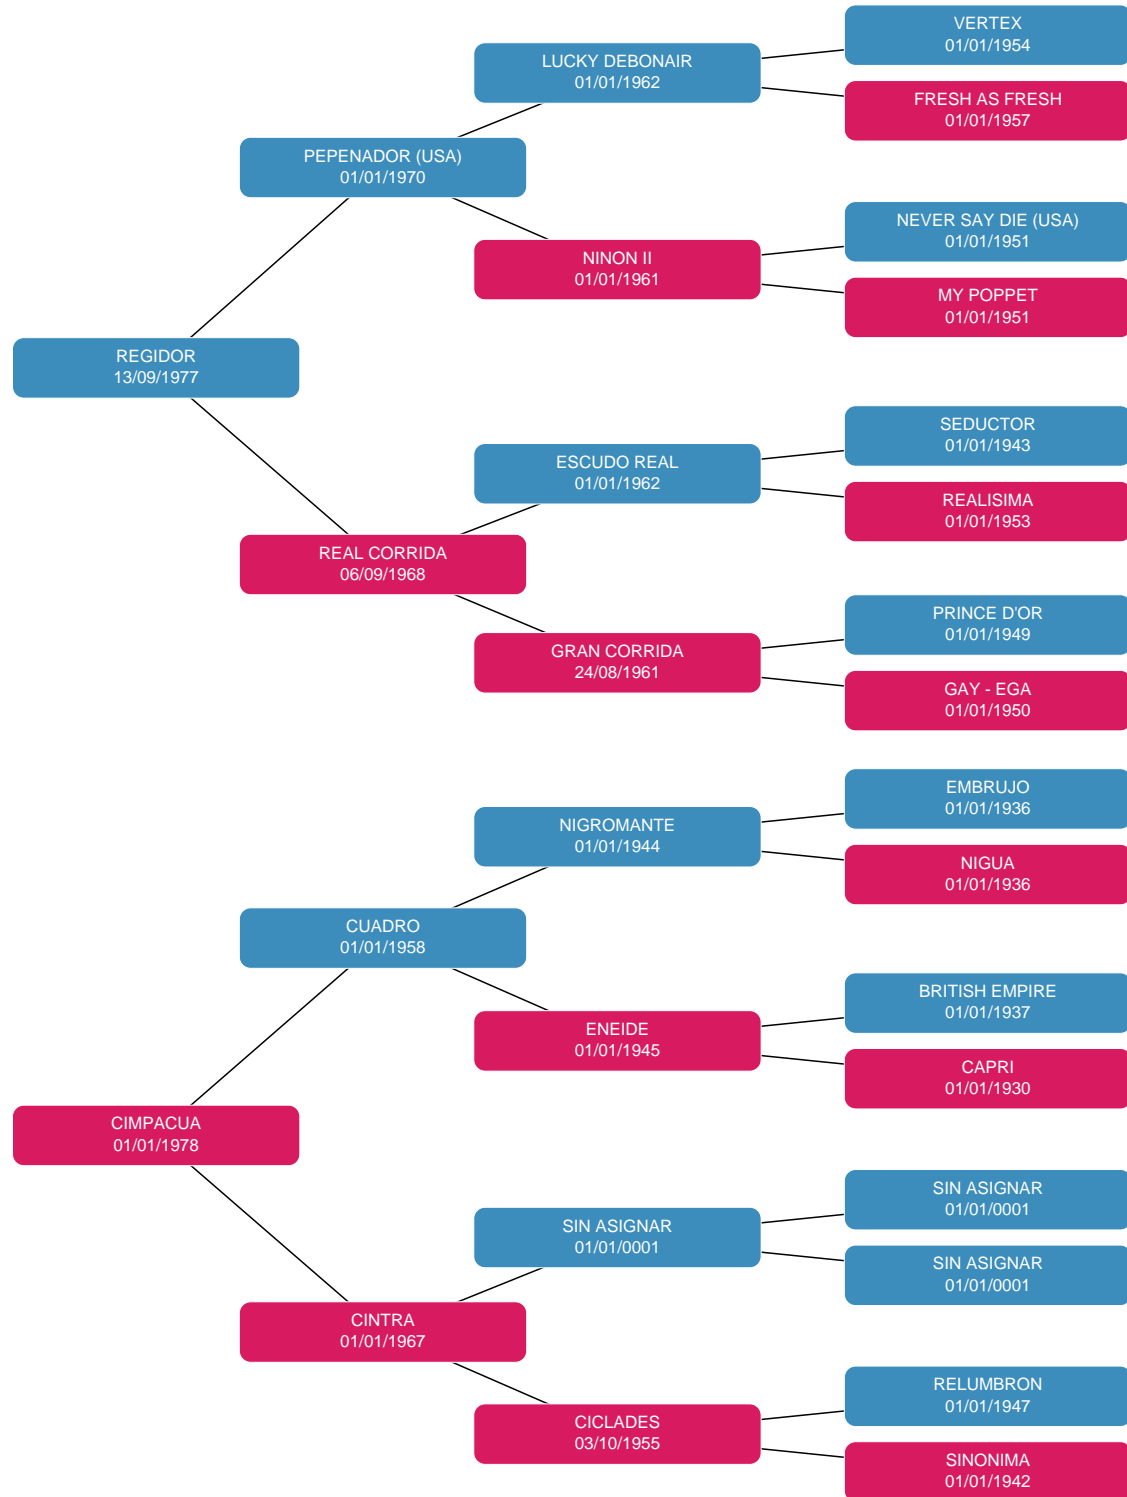 VERTEX
01/01/1954
LUCKY DEBONAIR
01/01/1962
FRESH AS FRESH
01/01/1957
PEPENADOR (USA)
01/01/1970
NEVER SAY DIE (USA)
01/01/1951
NINON II
01/01/1961
MY POPPET
01/01/1951
REGIDOR
13/09/1977
SEDUCTOR
01/01/1943
ESCUDO REAL
01/01/1962
REALISIMA
01/01/1953
REAL CORRIDA
06/09/1968
PRINCE D'OR
01/01/1949
GRAN CORRIDA
24/08/1961
GAY - EGA
01/01/1950
EMBRUJO
01/01/1936
NIGROMANTE
01/01/1944
NIGUA
01/01/1936
CUADRO
01/01/1958
BRITISH EMPIRE
01/01/1937
ENEIDE
01/01/1945
CAPRI
01/01/1930
CIMPACUA
01/01/1978
SIN ASIGNAR
01/01/0001
SIN ASIGNAR
01/01/0001
SIN ASIGNAR
01/01/0001
CINTRA
01/01/1967
RELUMBRON
01/01/1947
CICLADES
03/10/1955
SINONIMA
01/01/1942